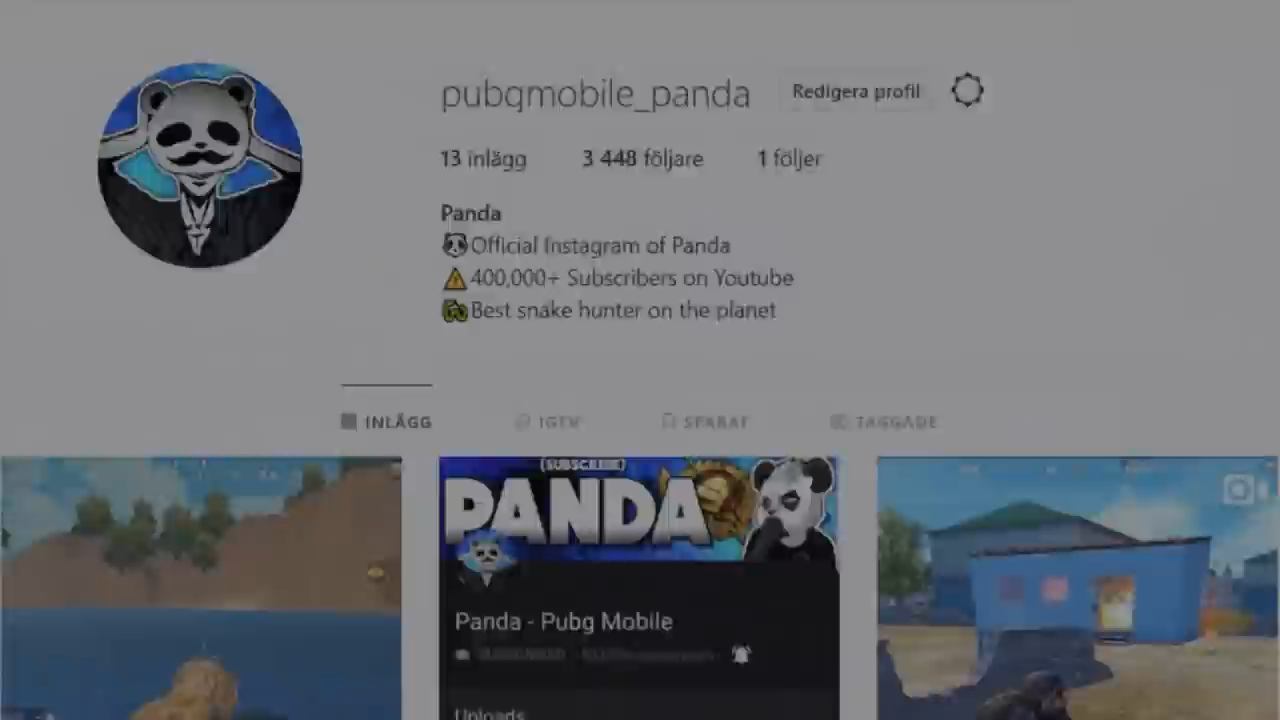 pubgmobile_panda Redigera profil
13 inlägg 3 448 följare 1 följer
Panda
Official Instagram of Panda
400,000+ Subscribers on Youtube
Best snake hunter on the planet
INLÄGG IGTV SPARAT TAGGADE
(SUBSCRIBE)
PANDA
Panda - Pubg Mobile
Uploads